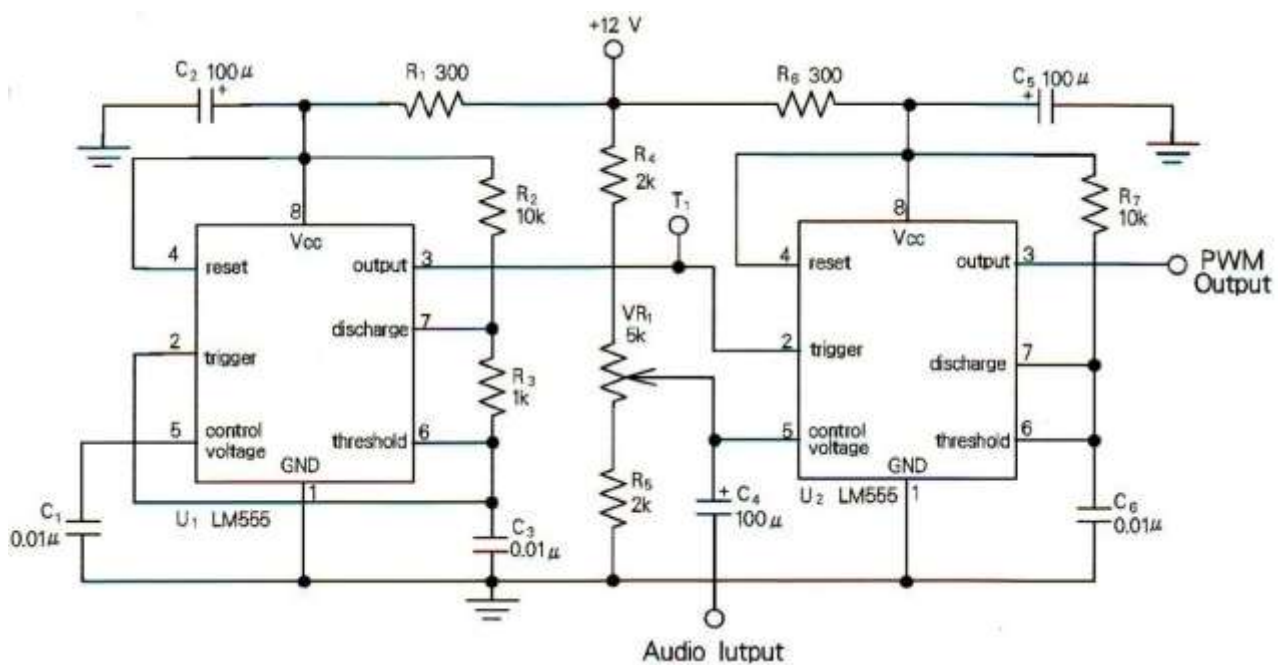 +12 V
C₂ 100μ
R₁ 300
R₆ 300
C₅ 100μ
+
+
R₂
10k
R₄
2k
R₇
10k
T₁
8
Vcc
4
reset
output
3
8
Vcc
4
reset
output
3
PWM
Output
discharge
7
2
trigger
R₃
1k
VR₁
5k
2
trigger
discharge
7
5
control
voltage
threshold
6
5
control
voltage
threshold
6
GND
1
GND
1
U₁ LM555
U₂ LM555
C₁
0.01μ
C₃
0.01μ
R₅
2k
+
C₄
100μ
C₆
0.01μ
Audio Iutput